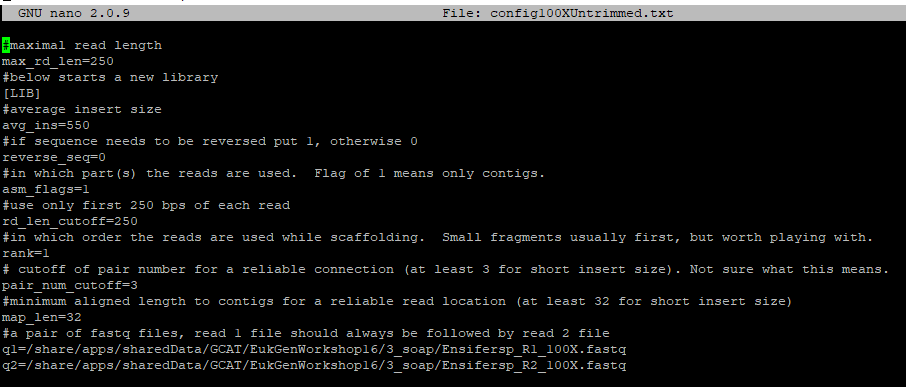 GNU nano 2.0.9 File: config100XUntrimmed.txt
#maximal read length
max_rd_len=250
#below starts a new library
[LIB]
#average insert size
avg_ins=550
#if sequence needs to be reversed put 1, otherwise 0
reverse_seq=0
#in which part(s) the reads are used.  Flag of 1 means only contigs.
asm_flags=1
#use only first 250 bps of each read
rd_len_cutoff=250
#in which order the reads are used while scaffolding.  Small fragments usually first, but worth playing with.
rank=1
# cutoff of pair number for a reliable connection (at least 3 for short insert size). Not sure what this means.
pair_num_cutoff=3
#minimum aligned length to contigs for a reliable read location (at least 32 for short insert size)
map_len=32
#a pair of fastq files, read 1 file should always be followed by read 2 file
q1=/share/apps/sharedData/GCAT/EukGenWorkshop16/3_soap/Ensifersp_R1_100X.fastq
q2=/share/apps/sharedData/GCAT/EukGenWorkshop16/3_soap/Ensifersp_R2_100X.fastq